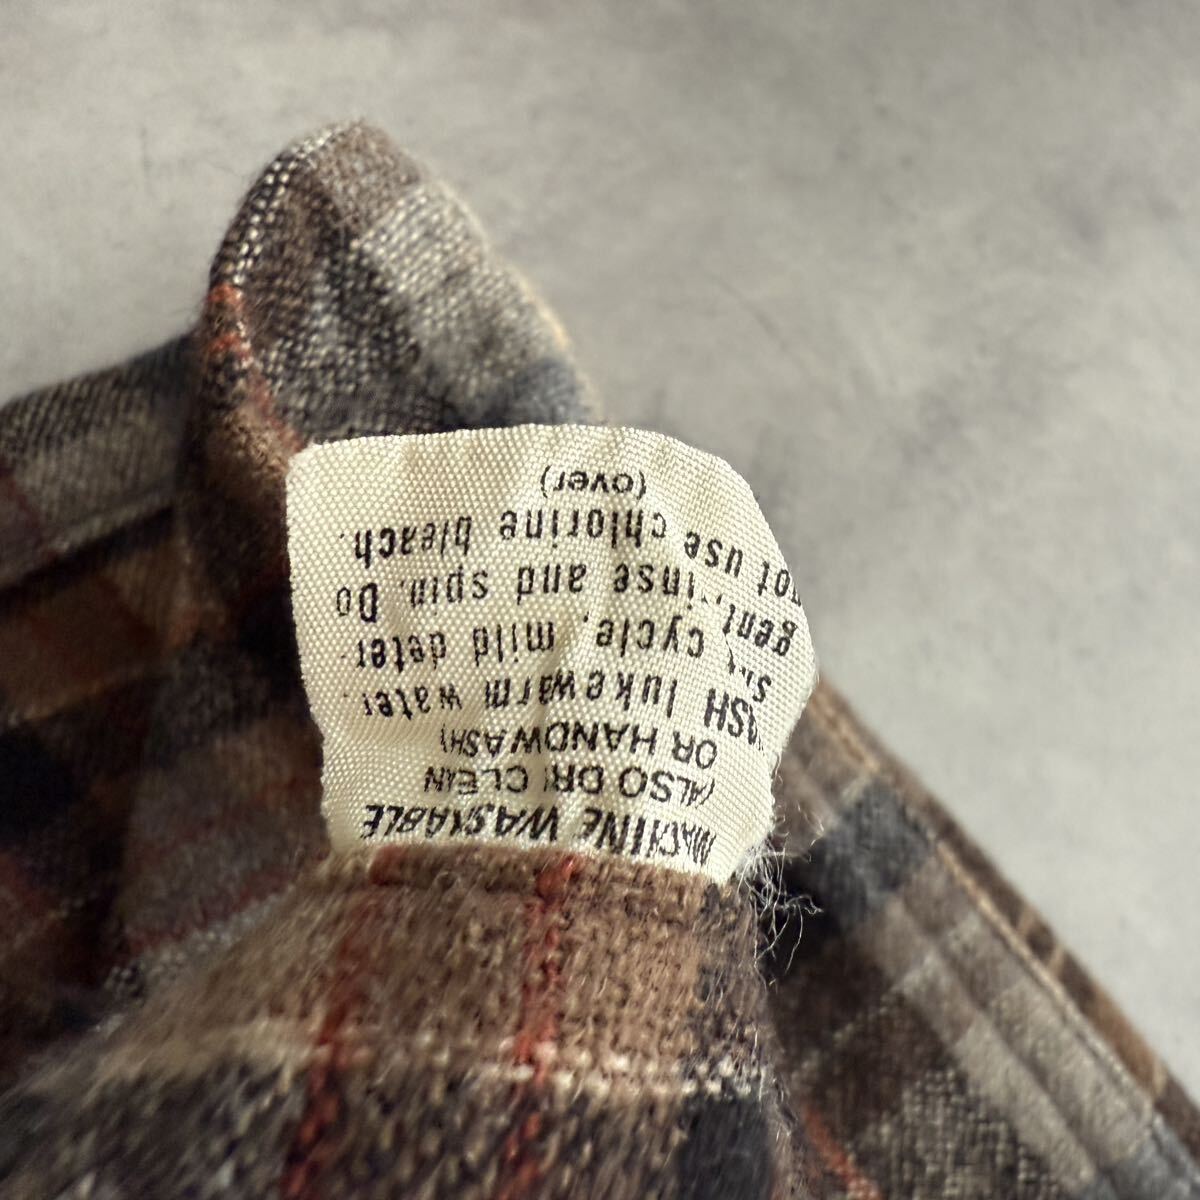 MACHINE WASHABLE
(ALSO DRY CLEAN
OR HANDWASH)
WASH lukewarm water,
short cycle, mild deter-
gent, rinse and spin. Do
not use chlorine bleach.
(over)